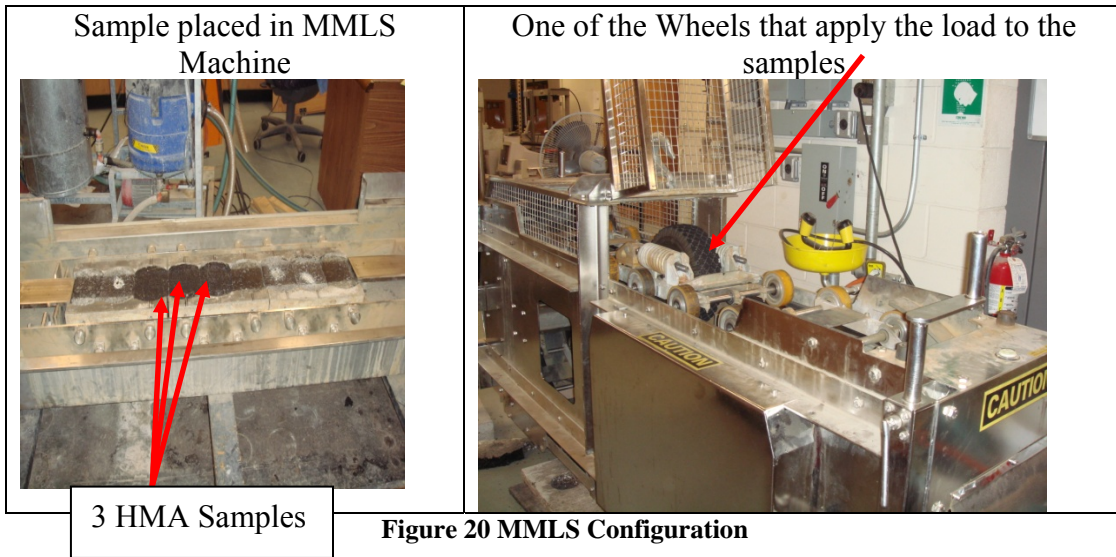 Sample placed in MMLS
Machine
One of the Wheels that apply the load to the
samples
CAUTION
CAUTION
3 HMA Samples
Figure 20 MMLS Configuration